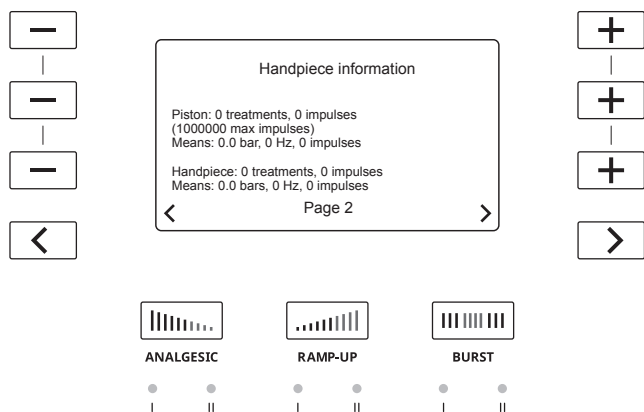 Handpiece information
Piston: 0 treatments, 0 impulses
(1000000 max impulses)
Means: 0.0 bar, 0 Hz, 0 impulses
Handpiece: 0 treatments, 0 impulses
Means: 0.0 bars, 0 Hz, 0 impulses
Page 2
ANALGESIC RAMP-UP BURST
I II I II I II